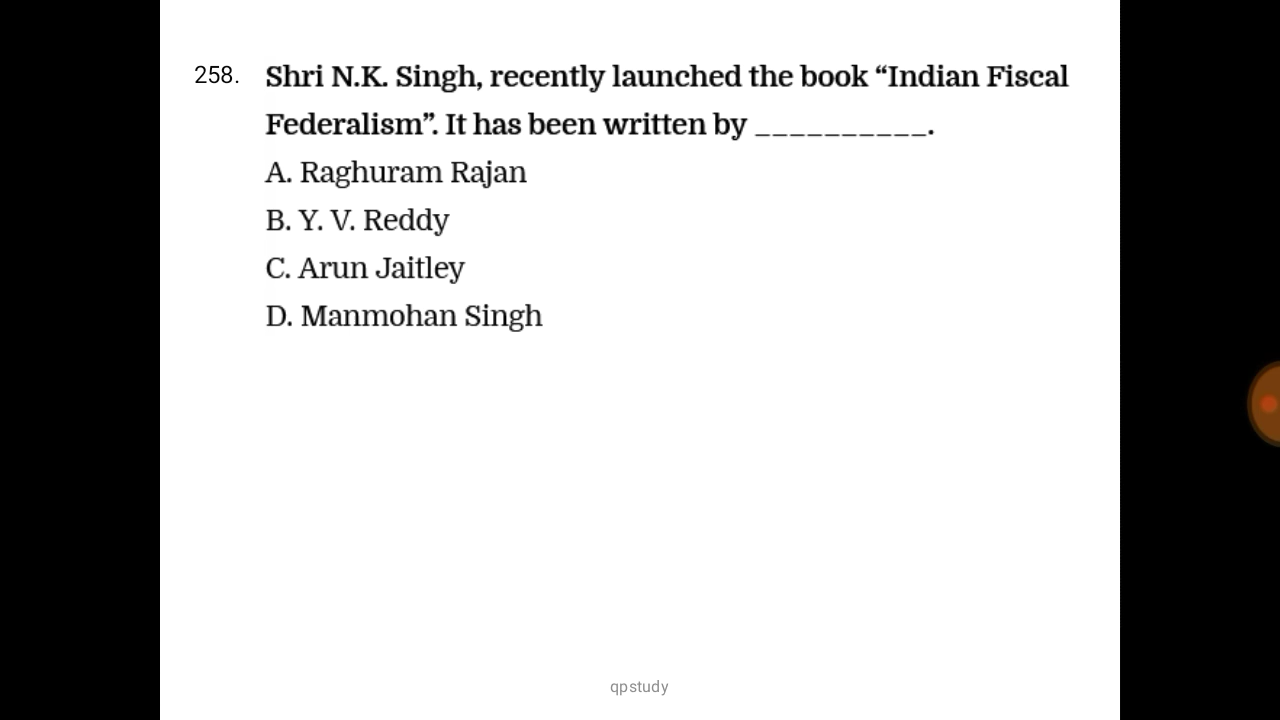 258. Shri N.K. Singh, recently launched the book “Indian Fiscal
Federalism”. It has been written by __________.
A. Raghuram Rajan
B. Y. V. Reddy
C. Arun Jaitley
D. Manmohan Singh
qpstudy